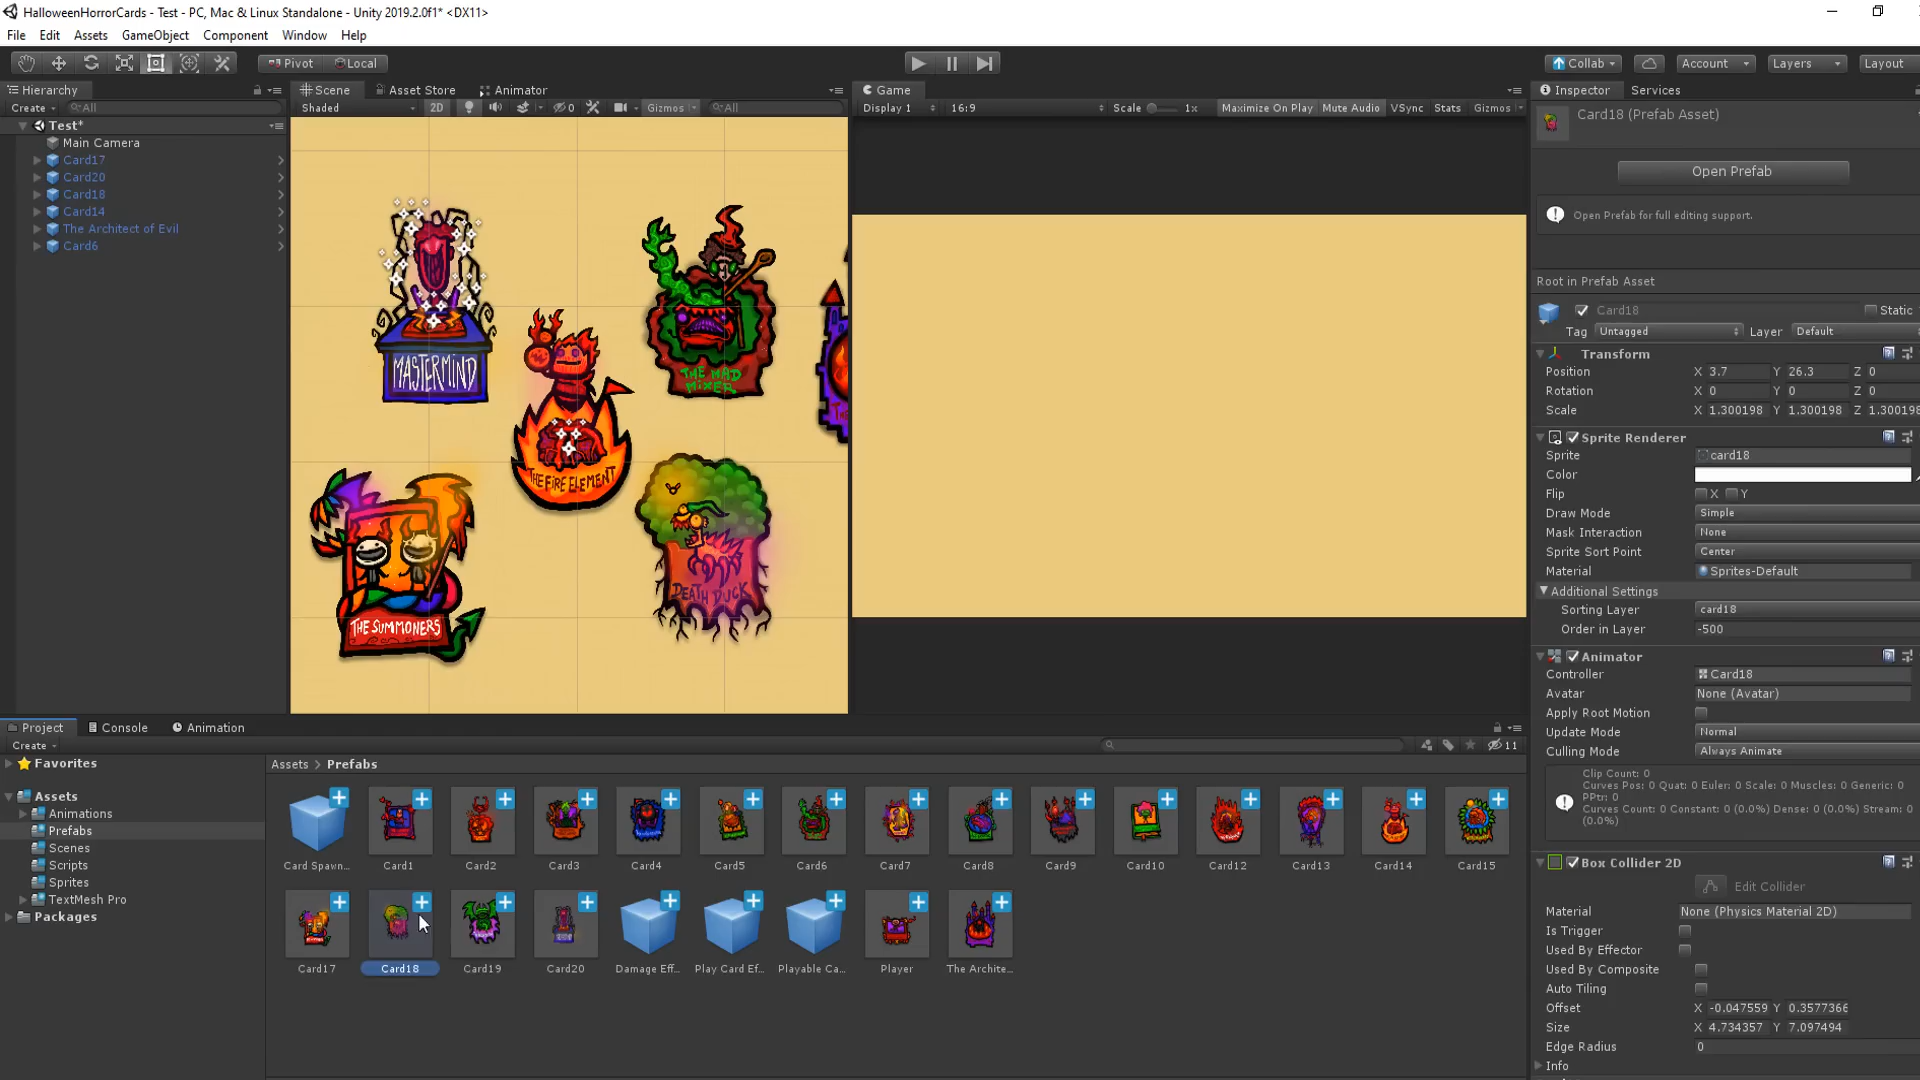 HalloweenHorrorCards - Test - PC, Mac & Linux Standalone - Unity 2019.2.0f1* <DX11>
File Edit Assets GameObject Component Window Help
Pivot Local Collab Account Layers Layout
Hierarchy
Create All
Test*
Main Camera
Card17
Card20
Card18
Card14
The Architect of Evil
Card6
Scene Asset Store Animator
Shaded 2D 0 Gizmos All
MASTERMIND
THE MAD MIXER
THE FIRE ELEMENT
THE SUMMONERS
DEATH DUCK
Game
Display 1 16:9 Scale 1x Maximize On Play Mute Audio VSync Stats Gizmos
Inspector Services
Card18 (Prefab Asset)
Open Prefab
Open Prefab for full editing support.
Root in Prefab Asset
Card18 Static
Tag Untagged Layer Default
Transform
Position X 3.7 Y 26.3 Z 0
Rotation X 0 Y 0 Z 0
Scale X 1.300198 Y 1.300198 Z 1.300198
Sprite Renderer
Sprite card18
Color
Flip X Y
Draw Mode Simple
Mask Interaction None
Sprite Sort Point Center
Material Sprites-Default
Additional Settings
Sorting Layer card18
Order in Layer -500
Animator
Controller Card18
Avatar None (Avatar)
Apply Root Motion
Update Mode Normal
Culling Mode Always Animate
Clip Count: 0
Curves Pos: 0 Quat: 0 Euler: 0 Scale: 0 Muscles: 0 Generic: 0
PPtr: 0
Curves Count: 0 Constant: 0 (0.0%) Dense: 0 (0.0%) Stream: 0
(0.0%)
Box Collider 2D
Edit Collider
Material None (Physics Material 2D)
Is Trigger
Used By Effector
Used By Composite
Auto Tiling
Offset X -0.047559 Y 0.3577366
Size X 4.734357 Y 7.097494
Edge Radius 0
Info
Project Console Animation
Create 11
Favorites
Assets
Animations
Prefabs
Scenes
Scripts
Sprites
TextMesh Pro
Packages
Assets > Prefabs
Card Spawn... Card1 Card2 Card3 Card4 Card5 Card6 Card7 Card8 Card9 Card10 Card12 Card13 Card14 Card15
Card17 Card18 Card19 Card20 Damage Eff... Play Card Ef... Playable Ca... Player The Archite...